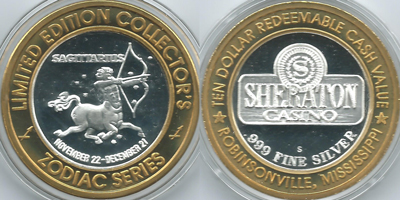 LIMITED EDITION COLLECTOR'S
SAGITTARIUS
NOVEMBER 22-DECEMBER 21
ZODIAC SERIES
TEN DOLLAR REDEEMABLE CASH VALUE
S
SHERATON
CASINO
S
.999 FINE SILVER
ROBINSONVILLE, MISSISSIPPI